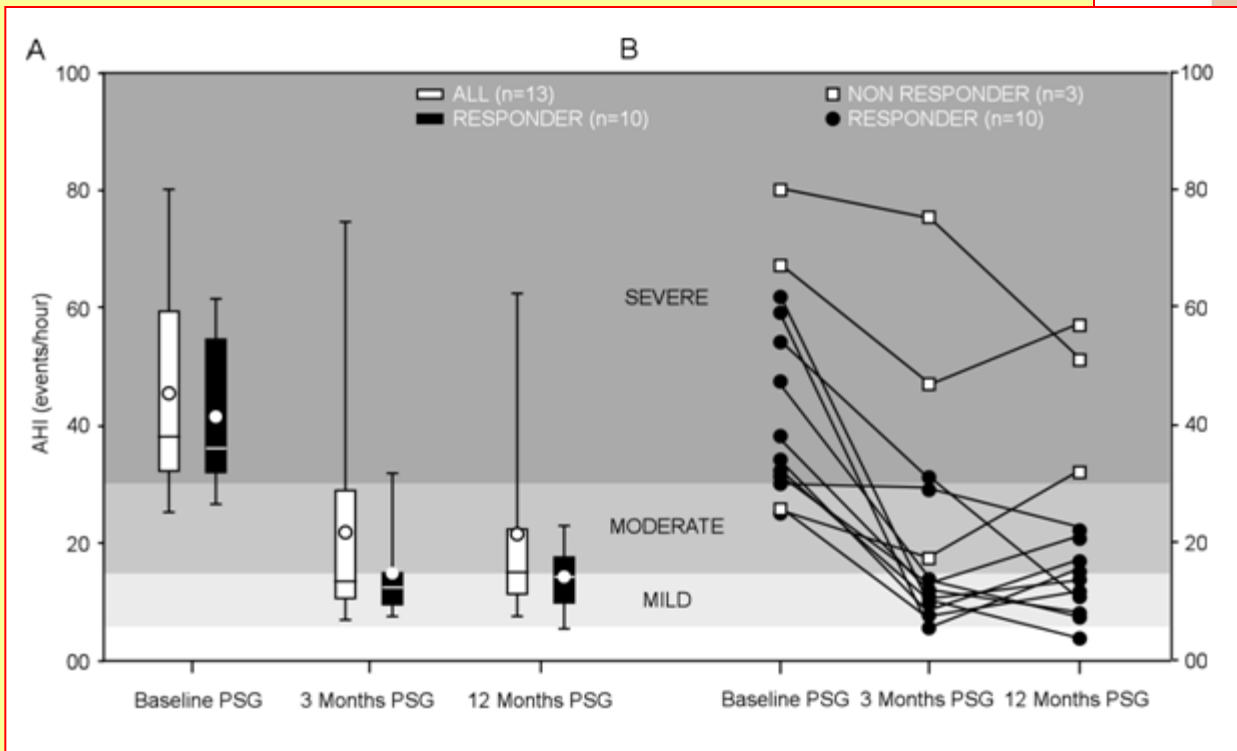 A
B
100
80
60
40
20
00
AHI (events/hour)
ALL (n=13)
RESPONDER (n=10)
NON RESPONDER (n=3)
RESPONDER (n=10)
SEVERE
MODERATE
MILD
100
80
60
40
20
00
Baseline PSG 3 Months PSG 12 Months PSG
Baseline PSG 3 Months PSG 12 Months PSG